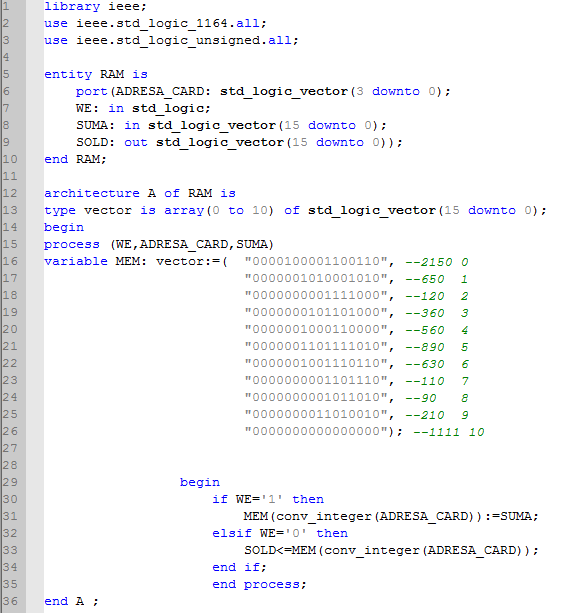 1 library ieee;
2 use ieee.std_logic_1164.all;
3 use ieee.std_logic_unsigned.all;
4
5 entity RAM is
6 port(ADRESA_CARD: std_logic_vector(3 downto 0);
7 WE: in std_logic;
8 SUMA: in std_logic_vector(15 downto 0);
9 SOLD: out std_logic_vector(15 downto 0));
10 end RAM;
11
12 architecture A of RAM is
13 type vector is array(0 to 10) of std_logic_vector(15 downto 0);
14 begin
15 process (WE,ADRESA_CARD,SUMA)
16 variable MEM: vector:=( "0000100001100110", --2150 0
17 "0000001010001010", --650 1
18 "0000000001111000", --120 2
19 "0000000101101000", --360 3
20 "0000001000110000", --560 4
21 "0000001101111010", --890 5
22 "0000001001110110", --630 6
23 "0000000001101110", --110 7
24 "0000000001011010", --90 8
25 "0000000011010010", --210 9
26 "0000000000000000"); --1111 10
27
28
29 begin
30 if WE='1' then
31 MEM(conv_integer(ADRESA_CARD)):=SUMA;
32 elsif WE='0' then
33 SOLD<=MEM(conv_integer(ADRESA_CARD));
34 end if;
35 end process;
36 end A ;